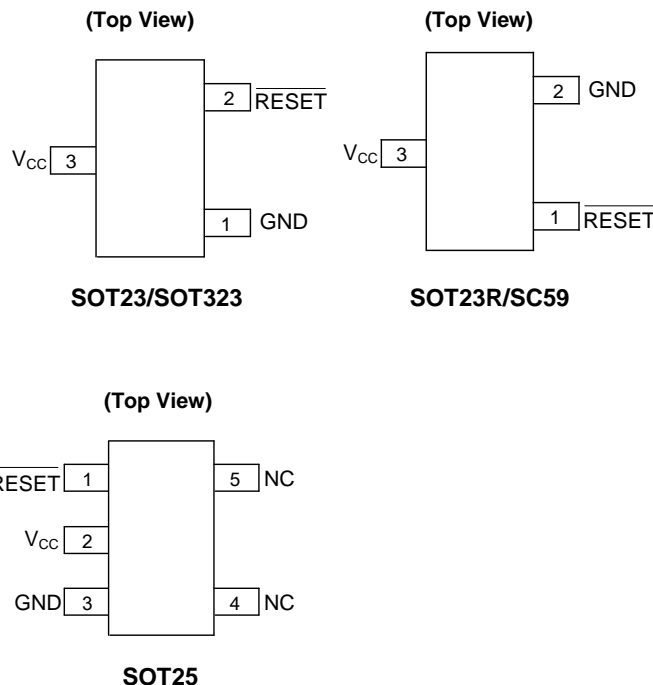 (Top View)
2 RESET
VCC 3
1 GND
SOT23/SOT323
(Top View)
2 GND
VCC 3
1 RESET
SOT23R/SC59
(Top View)
RESET 1
5 NC
VCC 2
GND 3
4 NC
SOT25